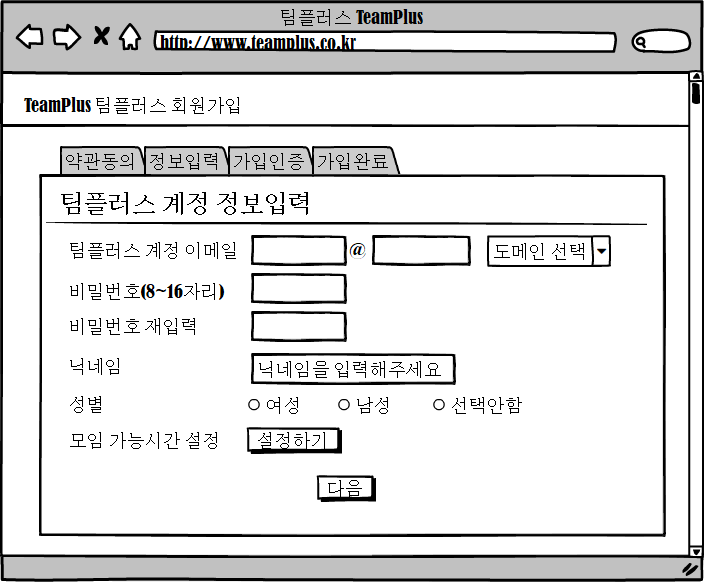 팀플러스 TeamPlus
http://www.teamplus.co.kr
TeamPlus 팀플러스 회원가입
약관동의 정보입력 가입인증 가입완료
팀플러스 계정 정보입력
팀플러스 계정 이메일 @ 도메인 선택
비밀번호(8~16자리)
비밀번호 재입력
닉네임 닉네임을 입력해주세요
성별 여성 남성 선택안함
모임 가능시간 설정 설정하기
다음